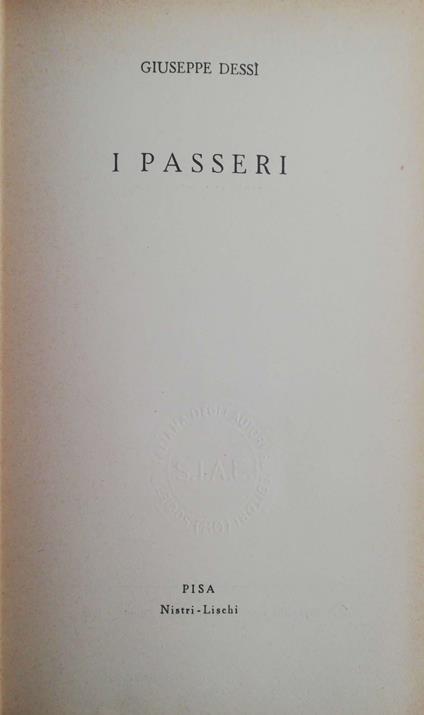 GIUSEPPE DESSÌ
I PASSERI
S.I.A.E.
PISA
Nistri-Lischi